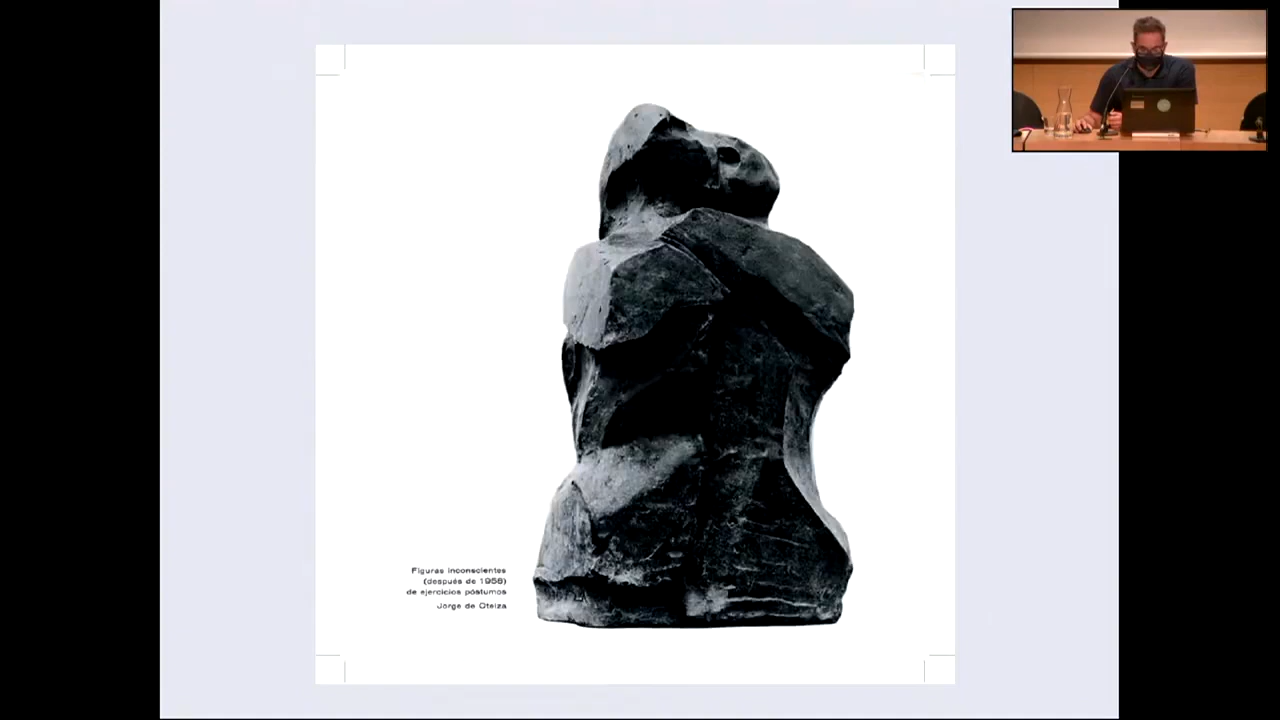 Figuras inconscientes
(después de 1958)
de ejercicios póstumos
Jorge de Oteiza